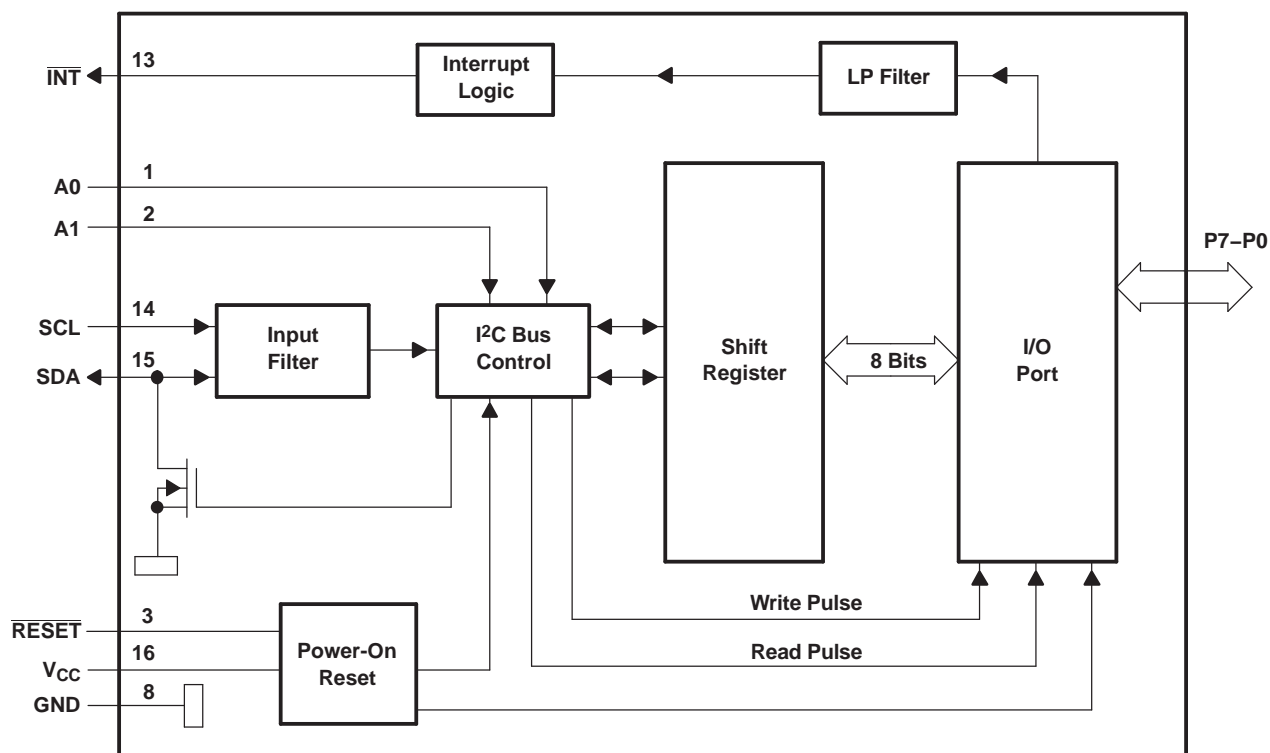 INT
13
Interrupt
Logic
LP Filter
A0
1
A1
2
P7–P0
SCL
14
SDA
15
Input
Filter
I²C Bus
Control
Shift
Register
8 Bits
I/O
Port
Write Pulse
Read Pulse
RESET
3
VCC
16
GND
8
Power-On
Reset